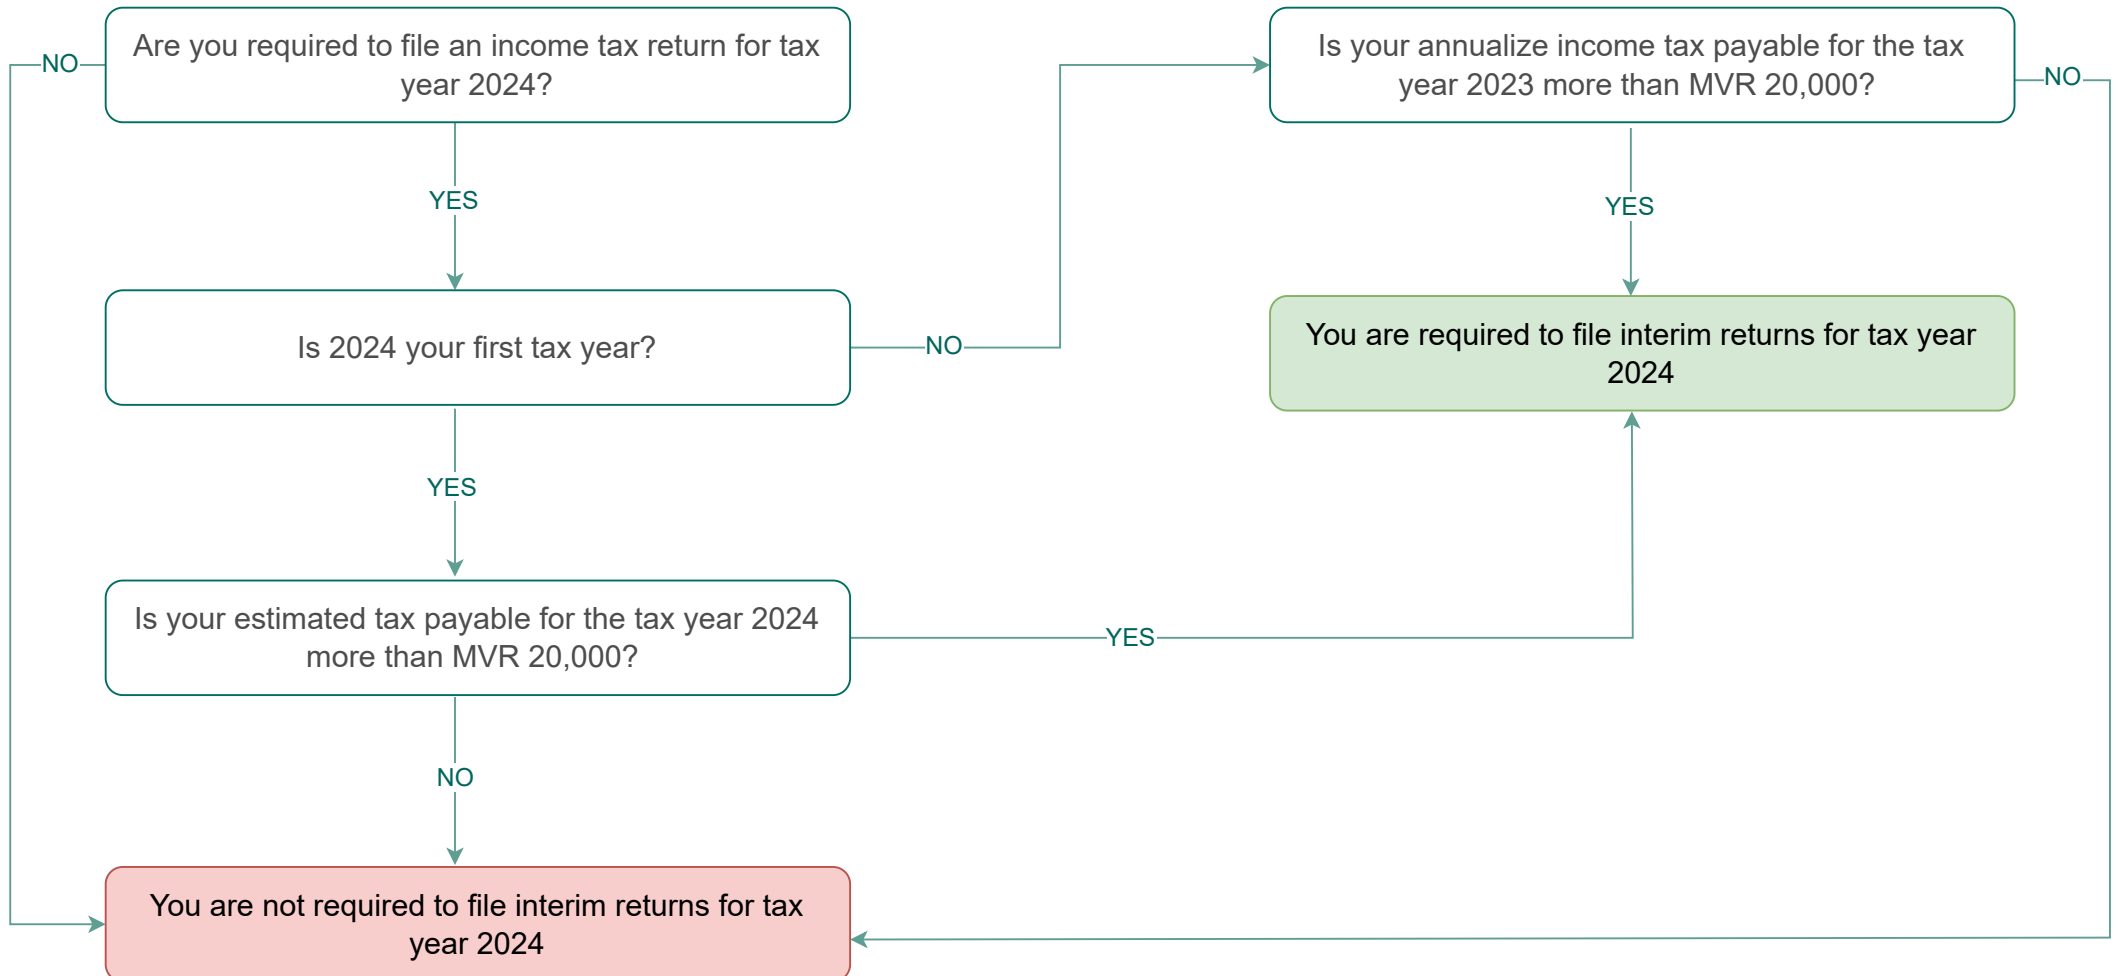 Are you required to file an income tax return for tax
year 2024?
NO
YES
Is 2024 your first tax year?
NO
YES
Is your estimated tax payable for the tax year 2024
more than MVR 20,000?
YES
NO
You are not required to file interim returns for tax
year 2024
Is your annualize income tax payable for the tax
year 2023 more than MVR 20,000?
NO
YES
You are required to file interim returns for tax year
2024